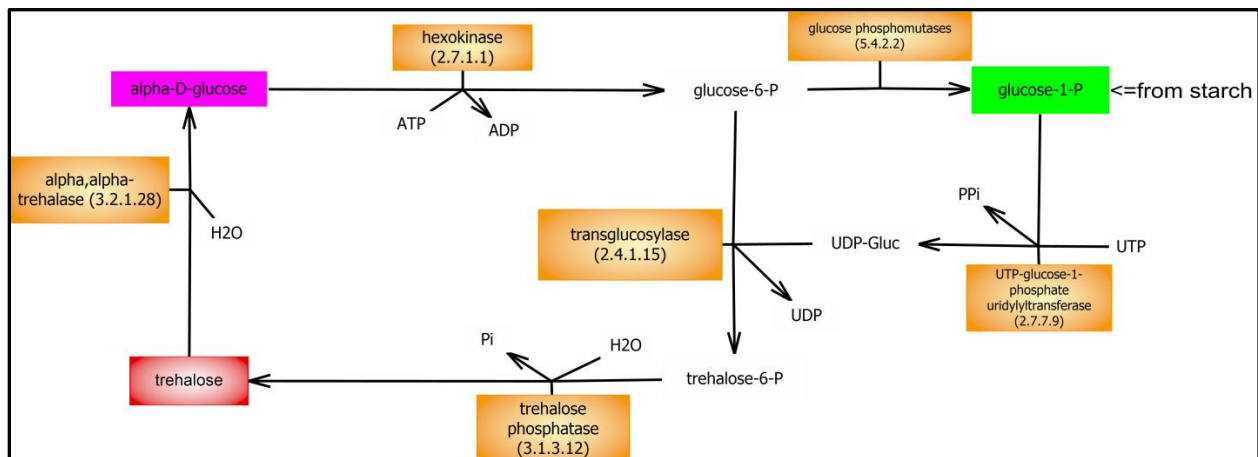 hexokinase
(2.7.1.1)
glucose phosphomutases
(5.4.2.2)
alpha-D-glucose
glucose-6-P
glucose-1-P
<=from starch
ATP
ADP
alpha,alpha-
trehalase (3.2.1.28)
H2O
transglucosylase
(2.4.1.15)
UDP-Gluc
PPi
UTP
UTP-glucose-1-
phosphate
uridylyltransferase
(2.7.7.9)
UDP
Pi
H2O
trehalose
trehalose-6-P
trehalose
phosphatase
(3.1.3.12)